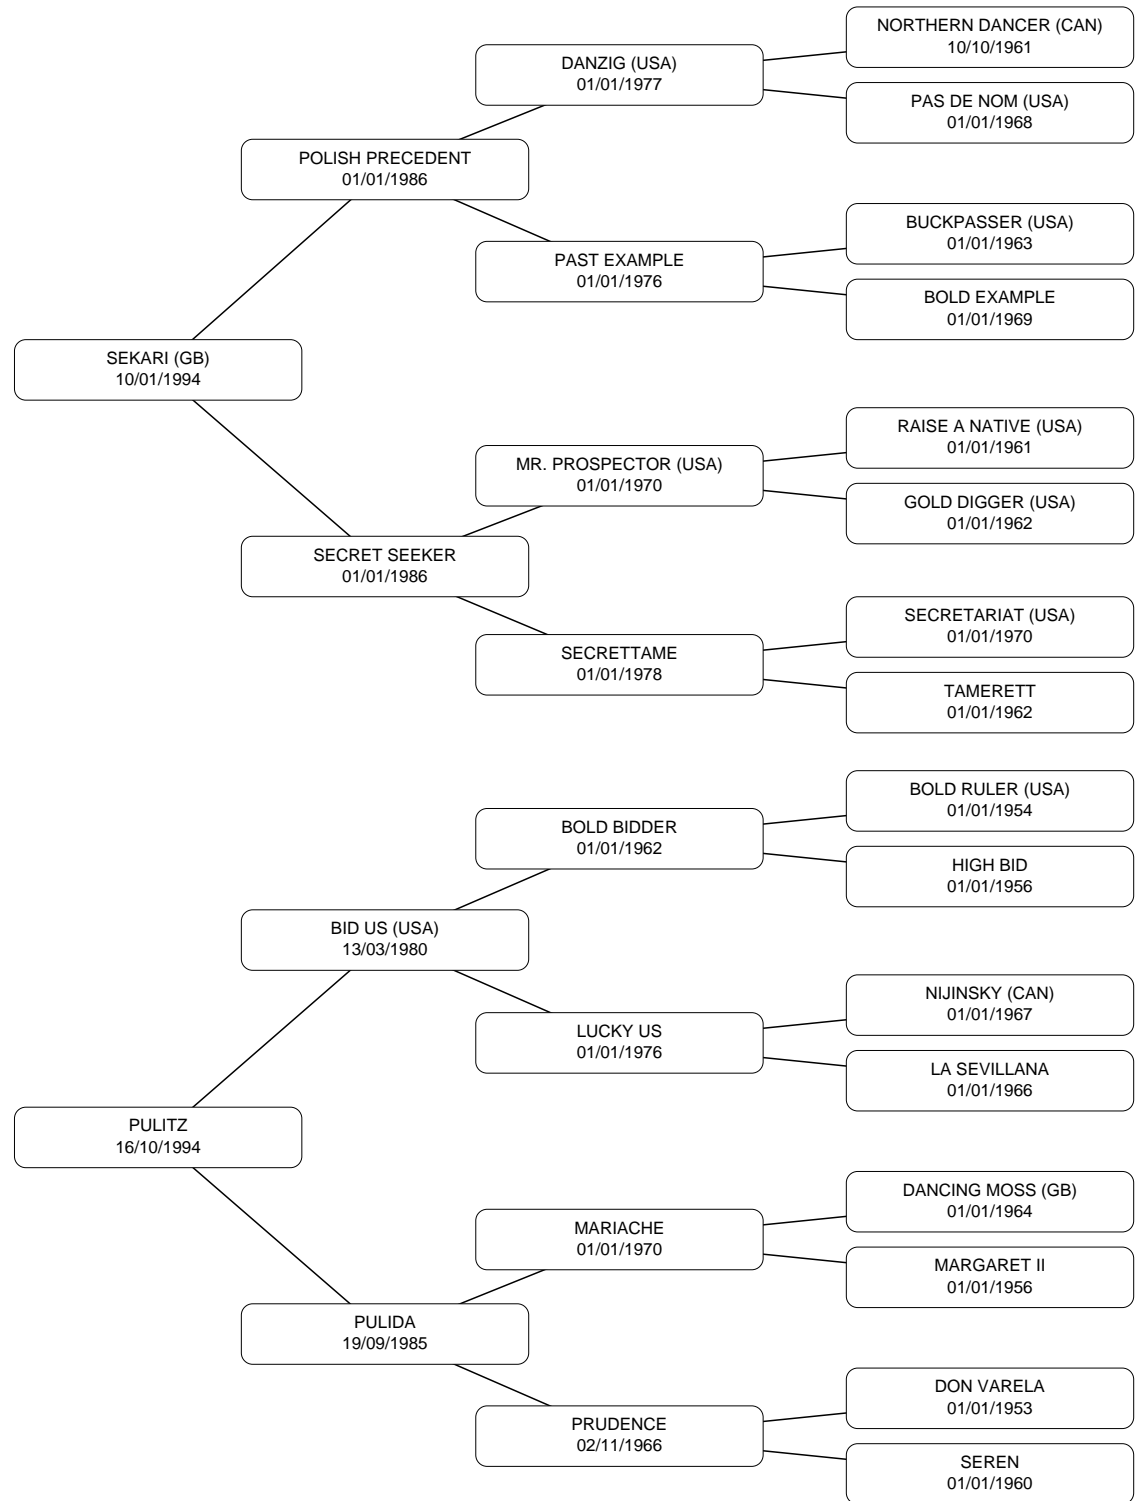 NORTHERN DANCER (CAN)
10/10/1961
DANZIG (USA)
01/01/1977
PAS DE NOM (USA)
01/01/1968
POLISH PRECEDENT
01/01/1986
BUCKPASSER (USA)
01/01/1963
PAST EXAMPLE
01/01/1976
BOLD EXAMPLE
01/01/1969
SEKARI (GB)
10/01/1994
RAISE A NATIVE (USA)
01/01/1961
MR. PROSPECTOR (USA)
01/01/1970
GOLD DIGGER (USA)
01/01/1962
SECRET SEEKER
01/01/1986
SECRETARIAT (USA)
01/01/1970
SECRETTAME
01/01/1978
TAMERETT
01/01/1962
BOLD RULER (USA)
01/01/1954
BOLD BIDDER
01/01/1962
HIGH BID
01/01/1956
BID US (USA)
13/03/1980
NIJINSKY (CAN)
01/01/1967
LUCKY US
01/01/1976
LA SEVILLANA
01/01/1966
PULITZ
16/10/1994
DANCING MOSS (GB)
01/01/1964
MARIACHE
01/01/1970
MARGARET II
01/01/1956
PULIDA
19/09/1985
DON VARELA
01/01/1953
PRUDENCE
02/11/1966
SEREN
01/01/1960